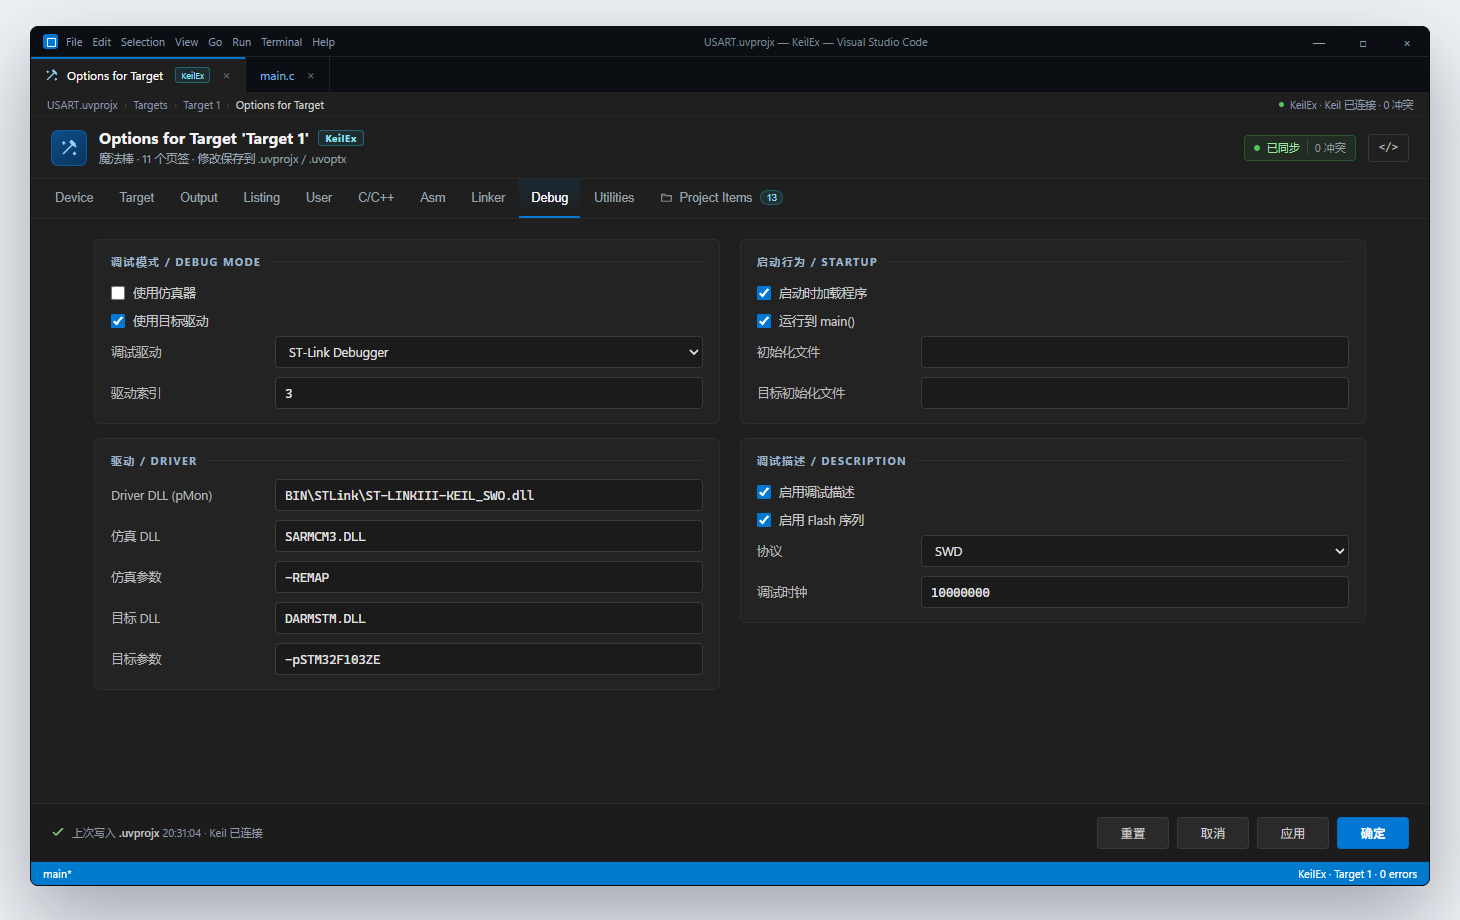 File Edit Selection View Go Run Terminal Help
USART.uvprojx — KeilEx — Visual Studio Code
Options for Target KeilEx × main.c ×
USART.uvprojx › Targets › Target 1 › Options for Target
KeilEx · Keil 已连接 · 0 冲突
Options for Target 'Target 1' KeilEx
魔法棒 · 11 个页签 · 修改保存到 .uvprojx / .uvoptx
已同步 0 冲突 </>
Device Target Output Listing User C/C++ Asm Linker Debug Utilities Project Items 13
调试模式 / DEBUG MODE
使用仿真器
使用目标驱动
调试驱动 ST-Link Debugger
驱动索引 3
启动行为 / STARTUP
启动时加载程序
运行到 main()
初始化文件
目标初始化文件
驱动 / DRIVER
Driver DLL (pMon) BIN\STLink\ST-LINKIII-KEIL_SWO.dll
仿真 DLL SARMCM3.DLL
仿真参数 -REMAP
目标 DLL DARMSTM.DLL
目标参数 -pSTM32F103ZE
调试描述 / DESCRIPTION
启用调试描述
启用 Flash 序列
协议 SWD
调试时钟 10000000
上次写入 .uvprojx 20:31:04 · Keil 已连接
重置 取消 应用 确定
main*
KeilEx · Target 1 · 0 errors